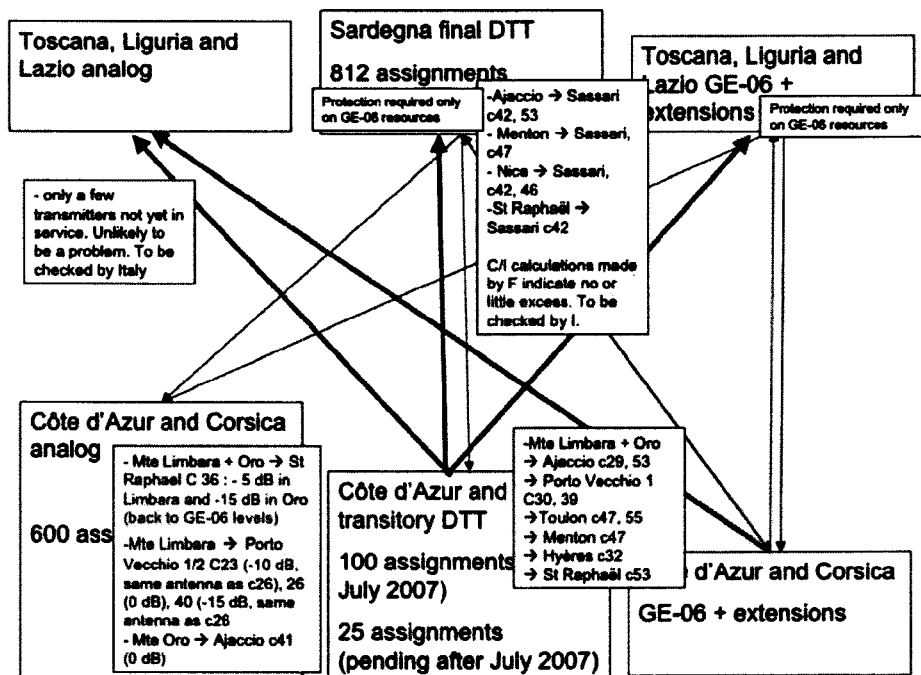 Toscana, Liguria and
Lazio analog
Sardegna final DTT
812 assignments
Protection required only
on GE-06 resources
-Ajaccio → Sassari
c42, 53
- Menton → Sassari,
c47
- Nice → Sassari,
c42, 46
-St Raphaël →
Sassari c42
C/I calculations made
by F indicate no or
little excess. To be
checked by I.
Toscana, Liguria and
Lazio GE-06 +
extensions
Protection required only
on GE-06 resources
- only a few
transmitters not yet in
service. Unlikely to
be a problem. To be
checked by Italy
Côte d'Azur and Corsica
analog
600 ass
- Mte Limbara + Oro → St
Raphael C 36 : - 5 dB in
Limbara and -15 dB in Oro
(back to GE-06 levels)
-Mte Limbara → Porto
Vecchio 1/2 C23 (-10 dB,
same antenna as c26), 26
(0 dB), 40 (-15 dB, same
antenna as c26
- Mte Oro → Ajaccio c41
(0 dB)
Côte d'Azur and
transitory DTT
100 assignments
July 2007)
25 assignments
(pending after July 2007)
-Mte Limbara + Oro
→ Ajaccio c29, 53
→ Porto Vecchio 1
C30, 39
→Toulon c47, 55
→ Menton c47
→ Hyères c32
→ St Raphaël c53
e d'Azur and Corsica
GE-06 + extensions